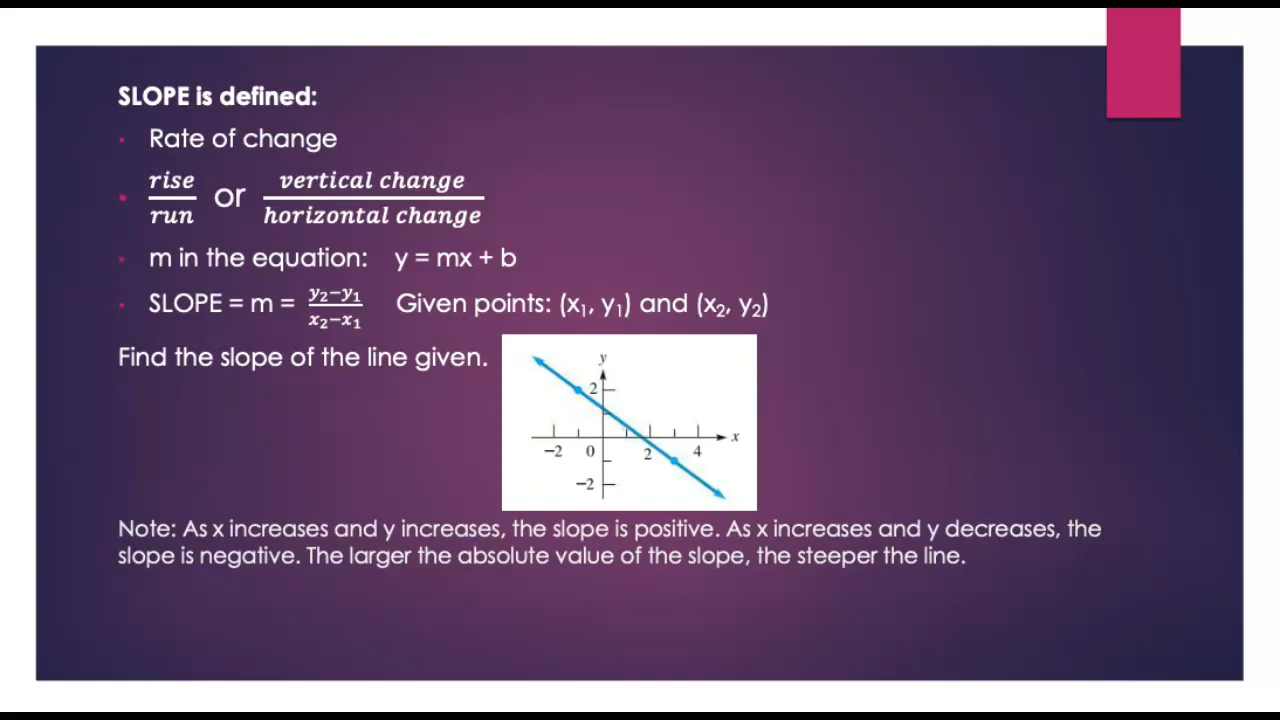 SLOPE is defined:
• Rate of change
• rise/run or vertical change/horizontal change
• m in the equation: y = mx + b
• SLOPE = m = y₂−y₁/x₂−x₁ Given points: (x₁, y₁) and (x₂, y₂)
Find the slope of the line given.
y
2
x
−2 0 2 4
−2
Note: As x increases and y increases, the slope is positive. As x increases and y decreases, the
slope is negative. The larger the absolute value of the slope, the steeper the line.